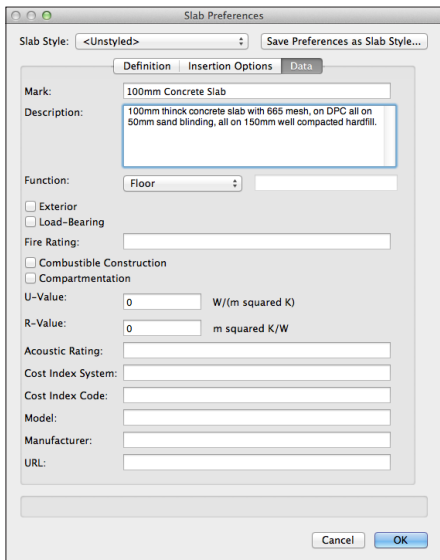 Slab Preferences
Slab Style: <Unstyled> Save Preferences as Slab Style...
Definition Insertion Options Data
Mark: 100mm Concrete Slab
Description: 100mm thinck concrete slab with 665 mesh, on DPC all on
50mm sand blinding, all on 150mm well compacted hardfill.
Function: Floor
Exterior
Load-Bearing
Fire Rating:
Combustible Construction
Compartmentation
U-Value: 0 W/(m squared K)
R-Value: 0 m squared K/W
Acoustic Rating:
Cost Index System:
Cost Index Code:
Model:
Manufacturer:
URL:
Cancel OK